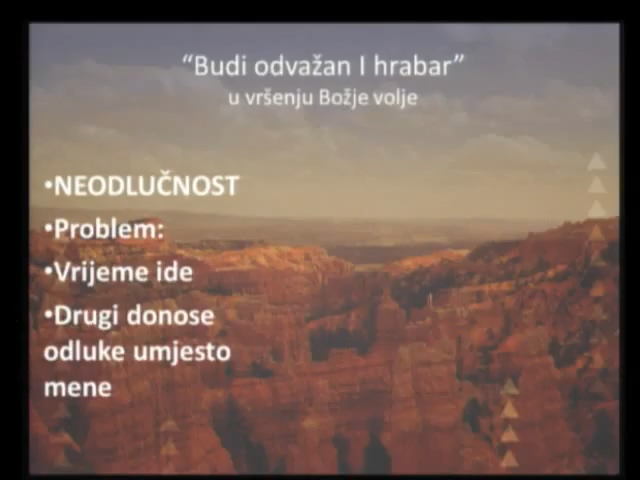 “Budi odvažan I hrabar”
u vršenju Božje volje
•NEODLUČNOST
•Problem:
•Vrijeme ide
•Drugi donose
odluke umjesto
mene